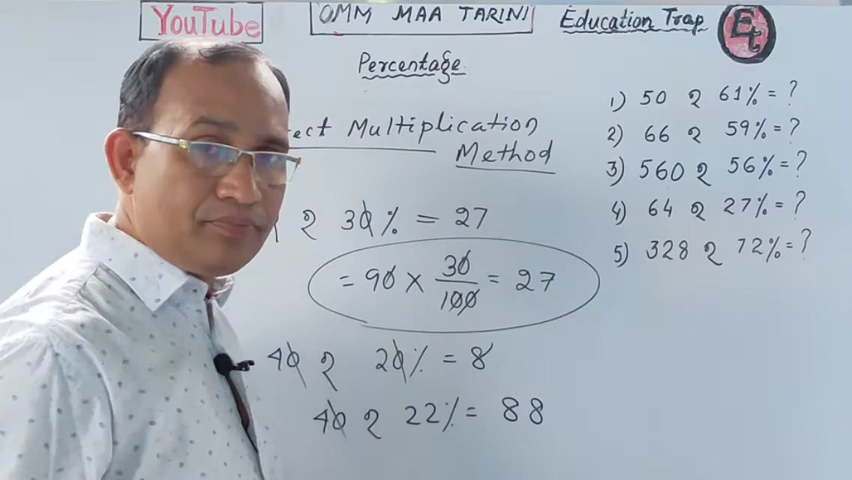 YouTube
OMM MAA TARINI
Education Trap
Et
Percentage
ect Multiplication
Method
ର 30% = 27
= 90 × 30/100 = 27
40 ର 20% = 8
40 ର 22% = 88
1) 50 ର 61% = ?
2) 66 ର 59% = ?
3) 560 ର 56% = ?
4) 64 ର 27% = ?
5) 328 ର 72% = ?